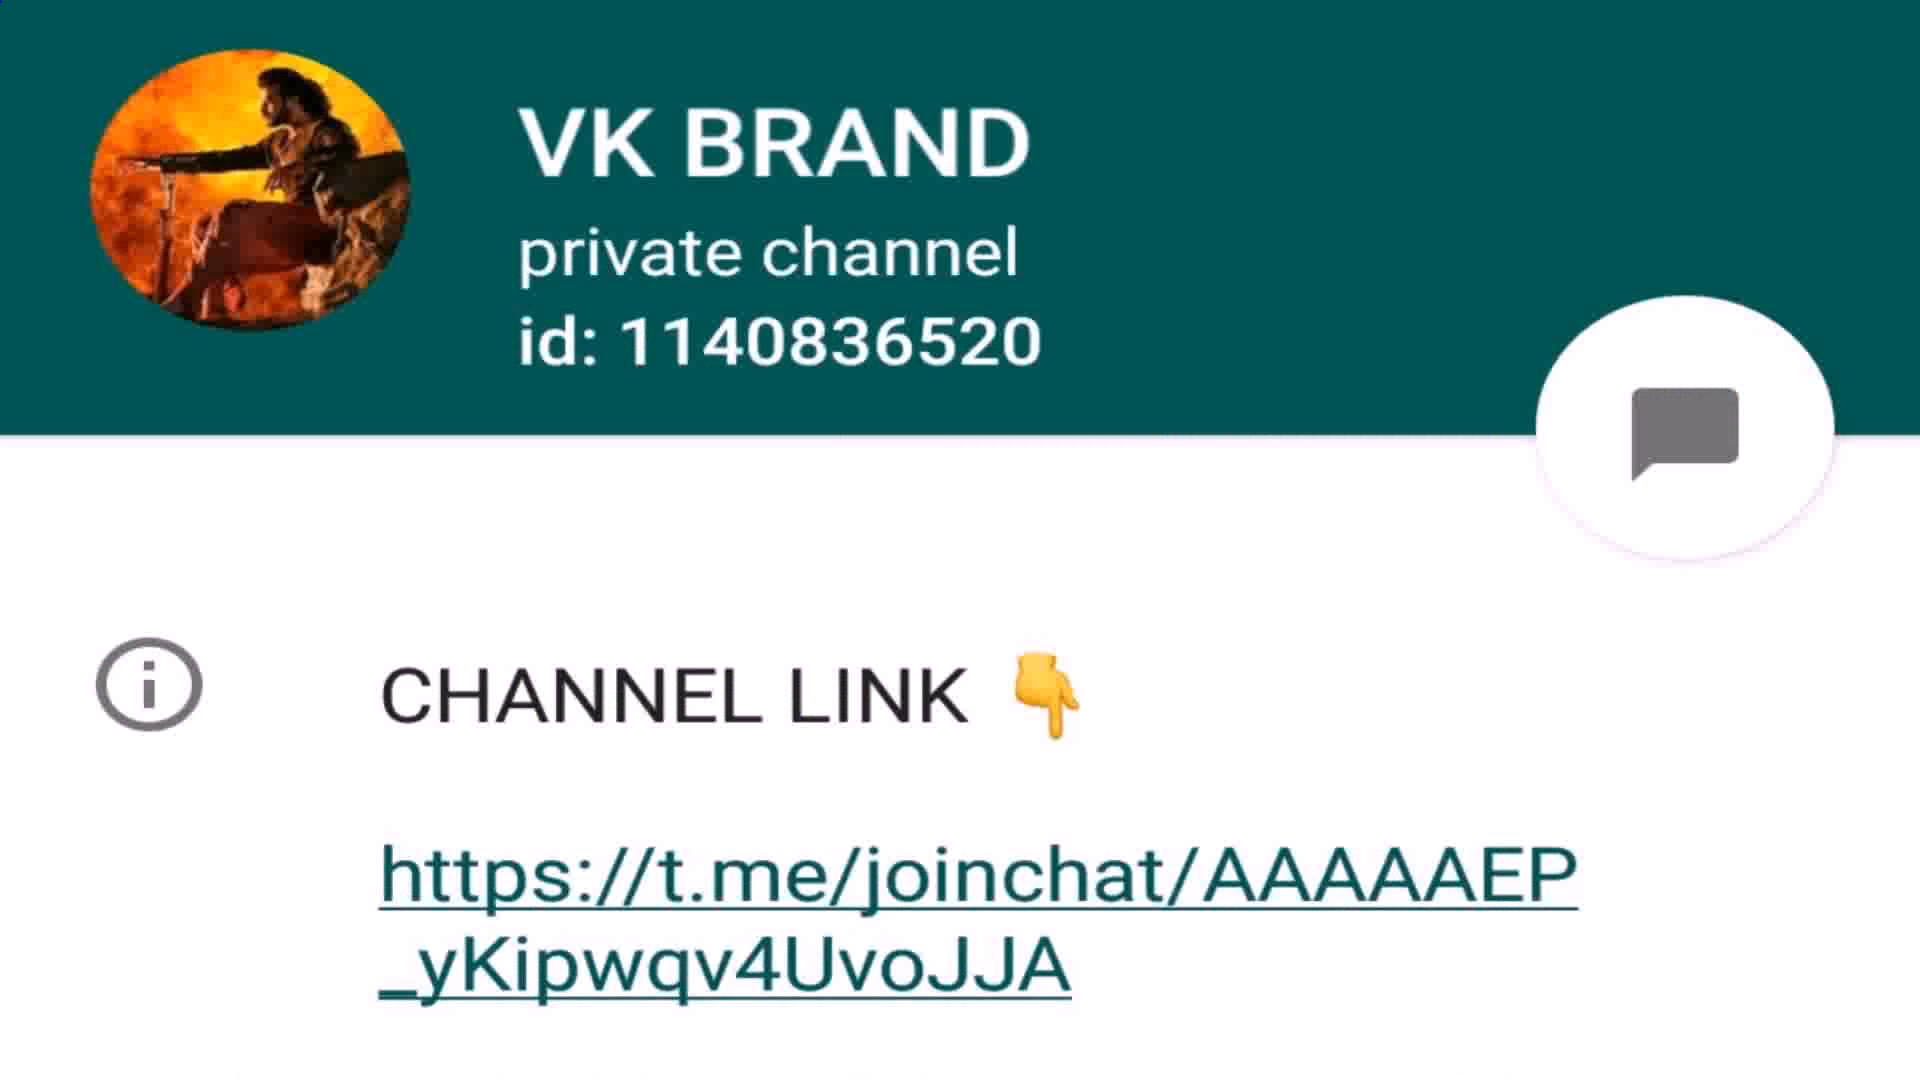 VK BRAND
private channel
id: 1140836520
CHANNEL LINK 👇
https://t.me/joinchat/AAAAAEP
_yKipwqv4UvoJJA